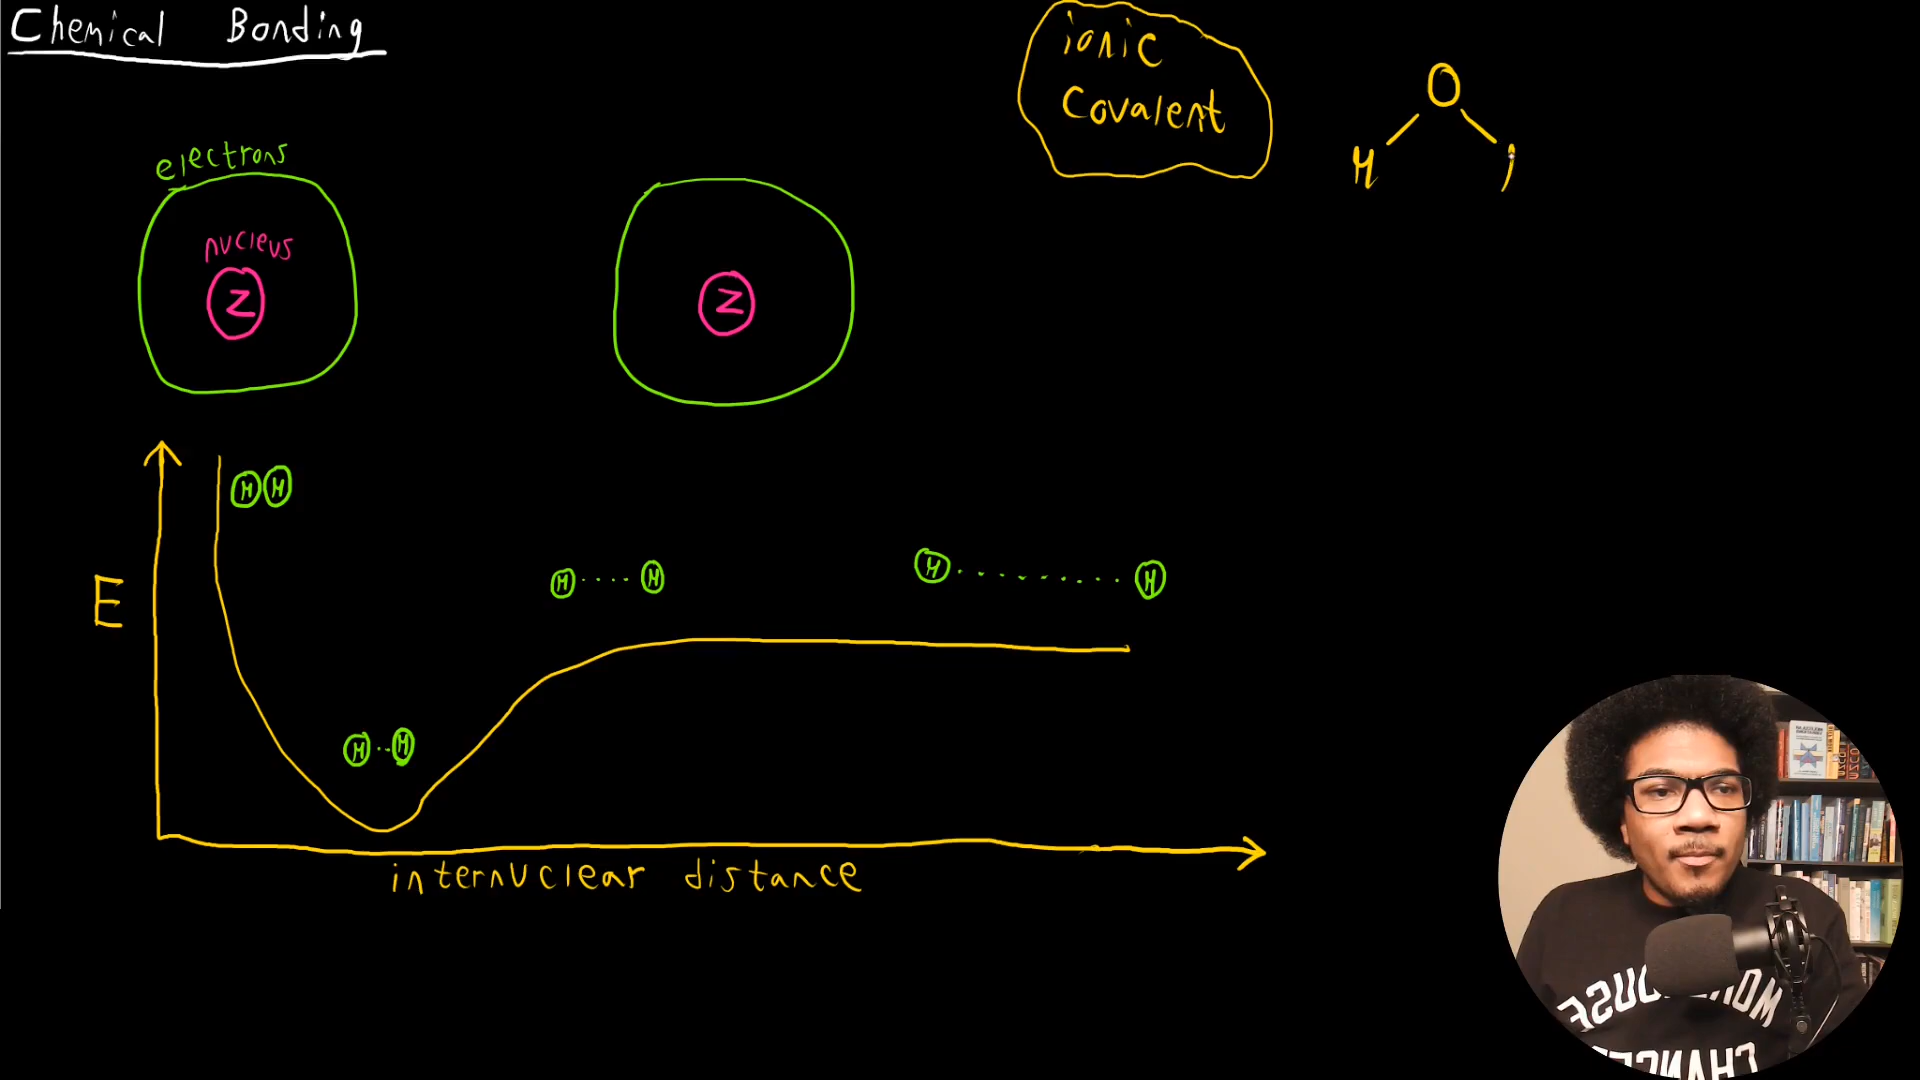 Chemical Bonding
ionic
Covalent
O
H
electrons
nucleus
Z
Z
H H
E
H .... H
H .......... H
H ... H
internuclear distance